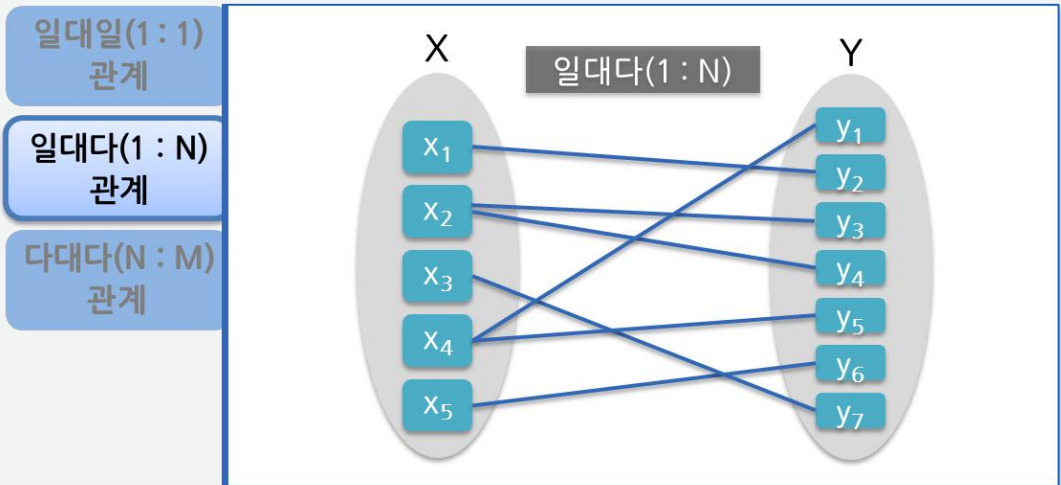 일대일(1 : 1)
관계
일대다(1 : N)
관계
다대다(N : M)
관계
X
일대다(1 : N)
Y
x₁
x₂
x₃
x₄
x₅
y₁
y₂
y₃
y₄
y₅
y₆
y₇